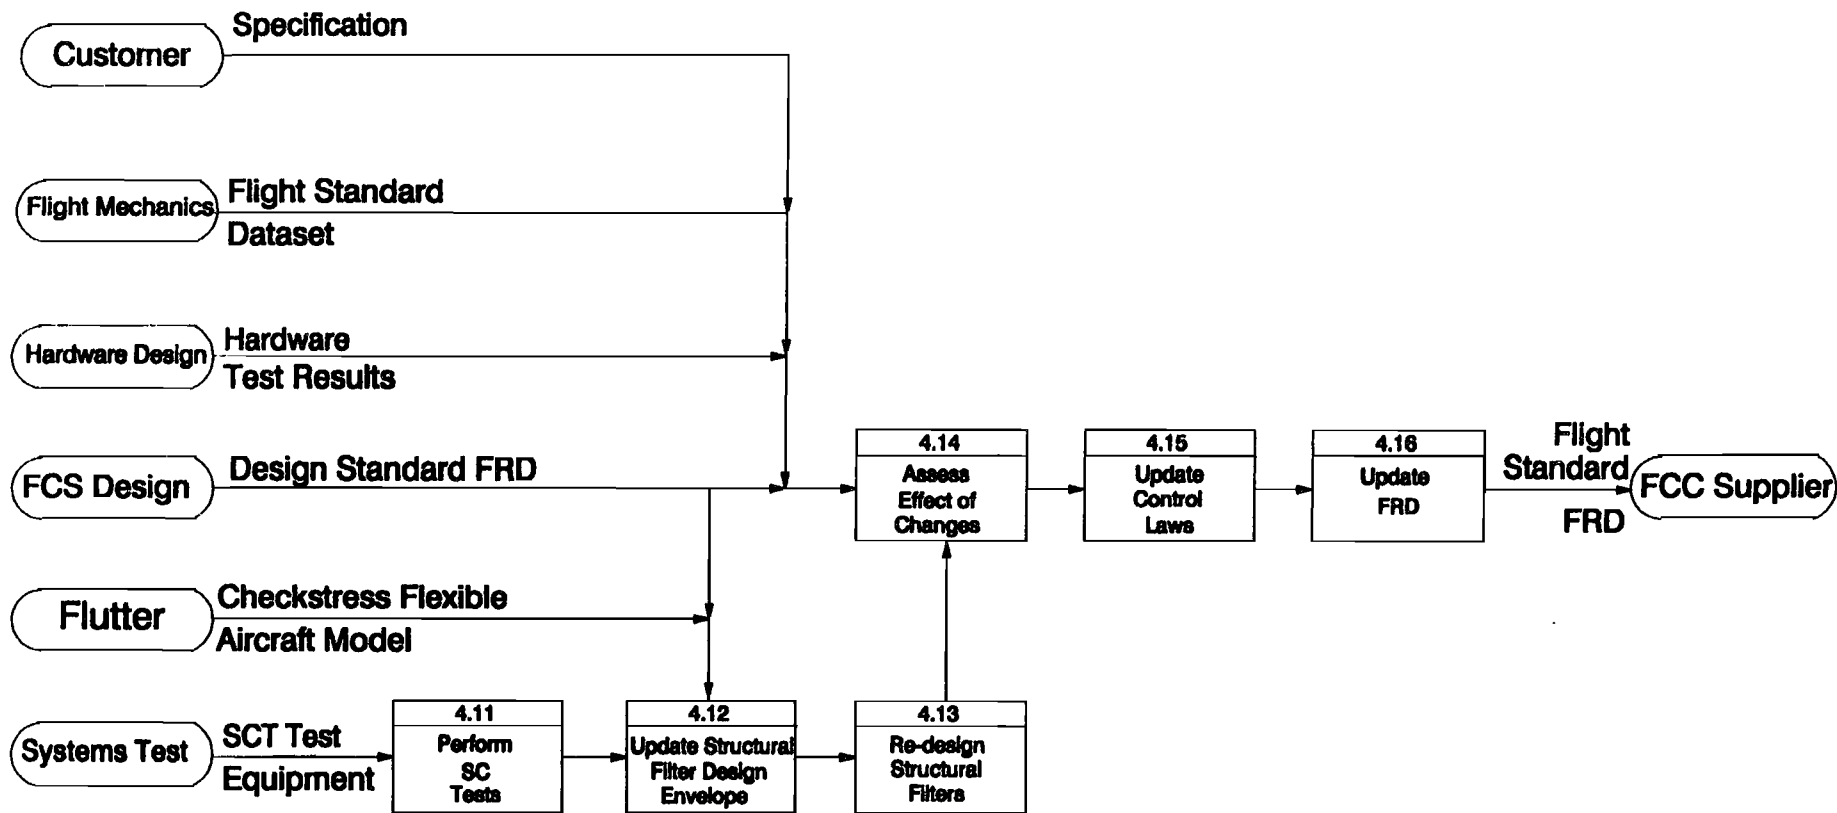 Customer
Specification
Flight Mechanics
Flight Standard
Dataset
Hardware Design
Hardware
Test Results
FCS Design
Design Standard FRD
4.14
Assess
Effect of
Changes
4.15
Update
Control
Laws
4.16
Update
FRD
Flight
Standard
FRD
FCC Supplier
Flutter
Checkstress Flexible
Aircraft Model
Systems Test
SCT Test
Equipment
4.11
Perform
SC
Tests
4.12
Update Structural
Filter Design
Envelope
4.13
Re-design
Structural
Filters